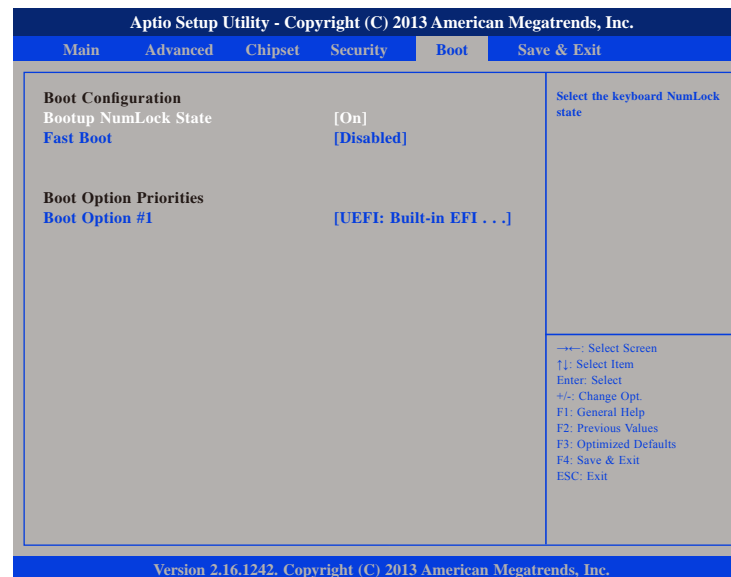 Aptio Setup Utility - Copyright (C) 2013 American Megatrends, Inc.
Main Advanced Chipset Security Boot Save & Exit
Boot Configuration
Bootup NumLock State [On]
Fast Boot [Disabled]
Boot Option Priorities
Boot Option #1 [UEFI: Built-in EFI . . .]
Select the keyboard NumLock
state
→←: Select Screen
↑↓: Select Item
Enter: Select
+/-: Change Opt.
F1: General Help
F2: Previous Values
F3: Optimized Defaults
F4: Save & Exit
ESC: Exit
Version 2.16.1242. Copyright (C) 2013 American Megatrends, Inc.